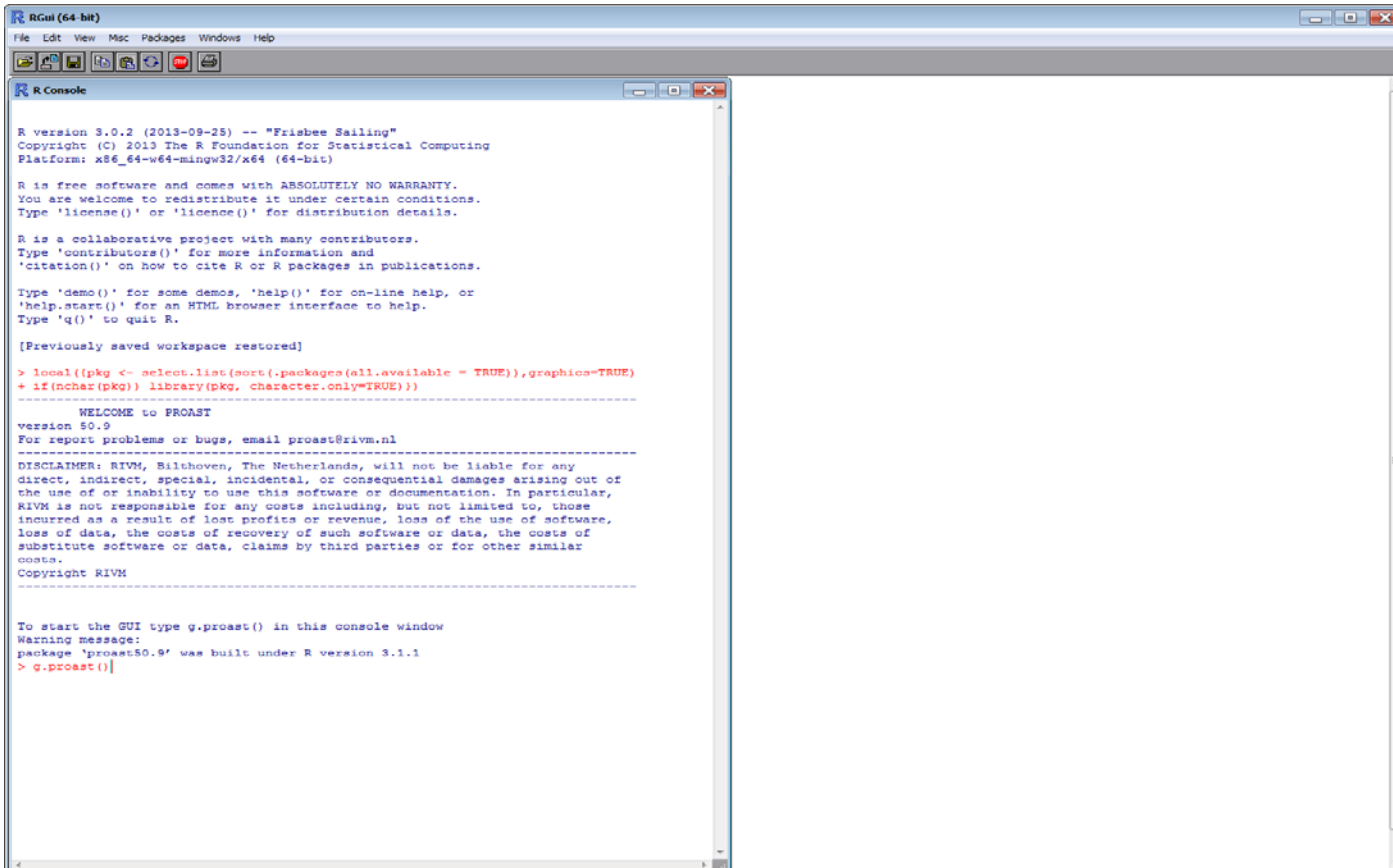 RGui (64-bit)
File Edit View Misc Packages Windows Help
STOP
R Console
R version 3.0.2 (2013-09-25) -- "Frisbee Sailing"
Copyright (C) 2013 The R Foundation for Statistical Computing
Platform: x86_64-w64-mingw32/x64 (64-bit)
R is free software and comes with ABSOLUTELY NO WARRANTY.
You are welcome to redistribute it under certain conditions.
Type 'license()' or 'licence()' for distribution details.
R is a collaborative project with many contributors.
Type 'contributors()' for more information and
'citation()' on how to cite R or R packages in publications.
Type 'demo()' for some demos, 'help()' for on-line help, or
'help.start()' for an HTML browser interface to help.
Type 'q()' to quit R.
[Previously saved workspace restored]
> local({pkg <- select.list(sort(.packages(all.available = TRUE)),graphics=TRUE)
+ if(nchar(pkg)) library(pkg, character.only=TRUE)})
--------------------------------------------------------------------------------
WELCOME to PROAST
version 50.9
For report problems or bugs, email proast@rivm.nl
--------------------------------------------------------------------------------
DISCLAIMER: RIVM, Bilthoven, The Netherlands, will not be liable for any
direct, indirect, special, incidental, or consequential damages arising out of
the use of or inability to use this software or documentation. In particular,
RIVM is not responsible for any costs including, but not limited to, those
incurred as a result of lost profits or revenue, loss of the use of software,
loss of data, the costs of recovery of such software or data, the costs of
substitute software or data, claims by third parties or for other similar
costs.
Copyright RIVM
--------------------------------------------------------------------------------
To start the GUI type g.proast() in this console window
Warning message:
package ‘proast50.9’ was built under R version 3.1.1
> g.proast()